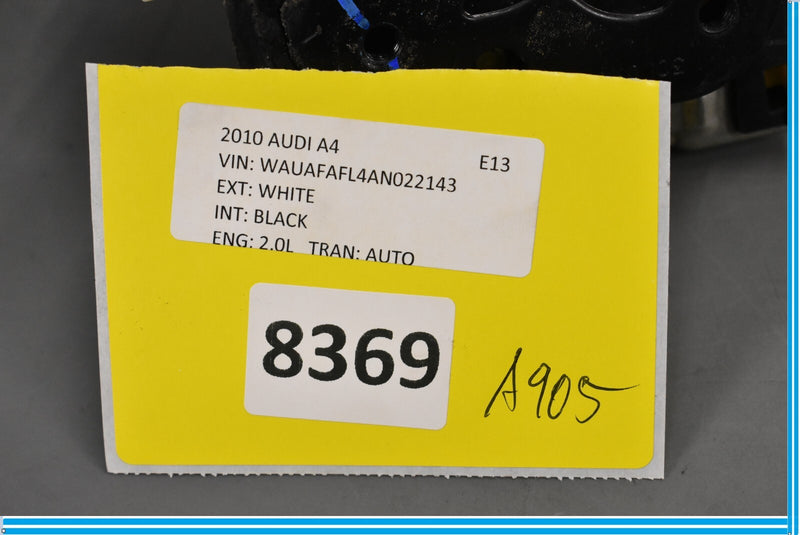 2010 AUDI A4
E13
VIN: WAUAFAFL4AN022143
EXT: WHITE
INT: BLACK
ENG: 2.0L TRAN: AUTO
8369
A905